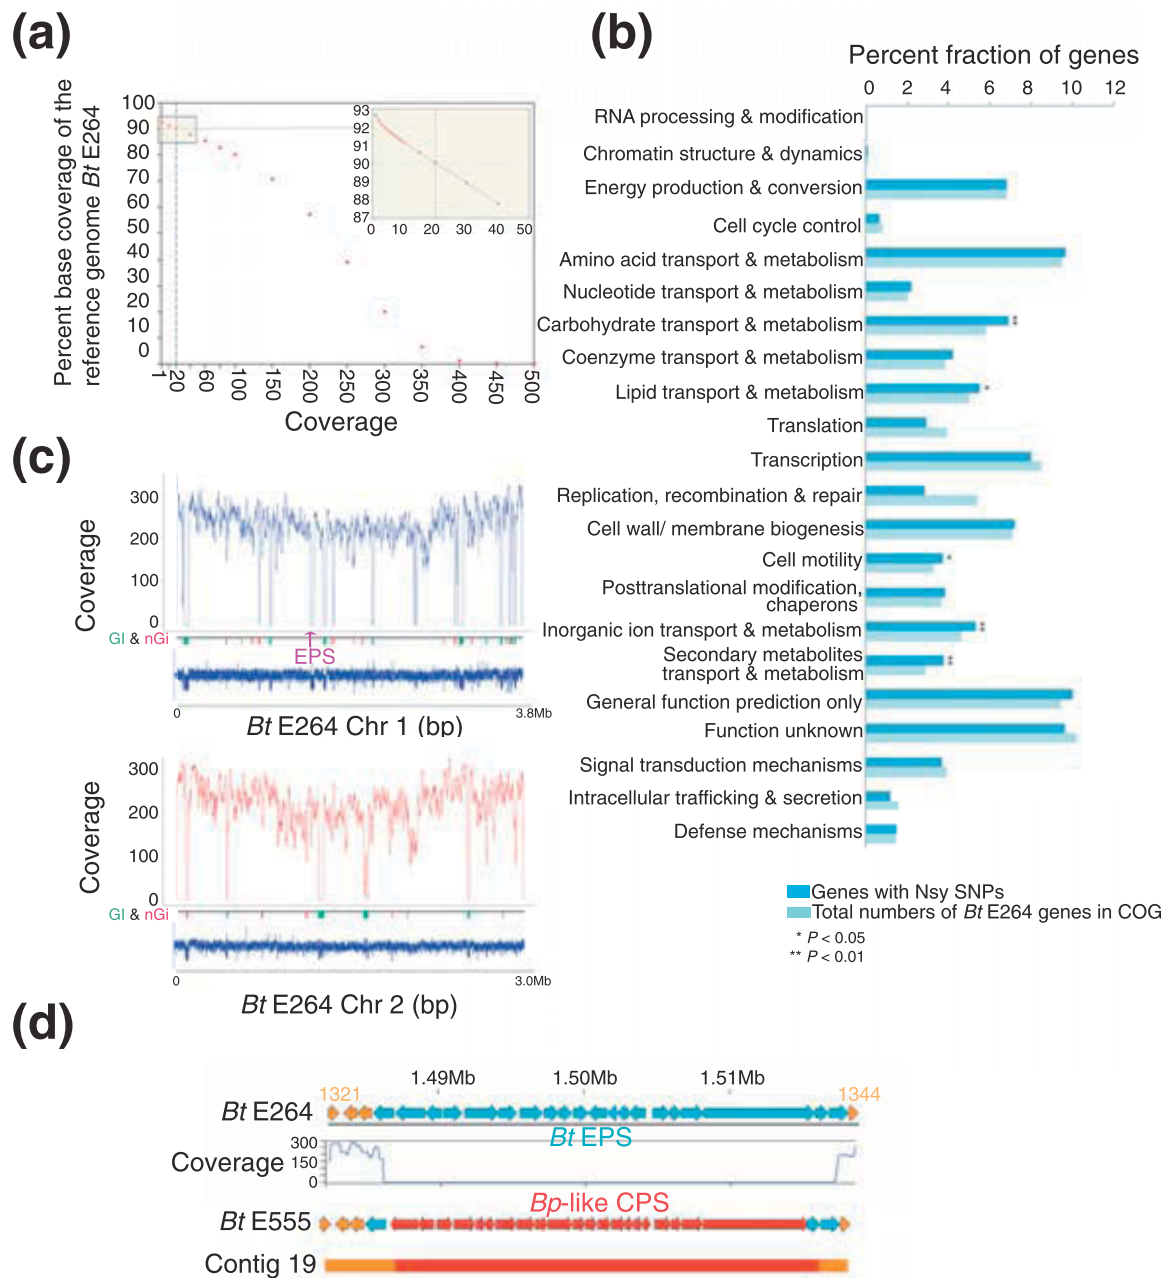 (a)
Percent base coverage of the
reference genome Bt E264
100
90
80
70
60
50
40
30
20
10
0
1 20 60 100 150 200 250 300 350 400 450 500
Coverage
93
92
91
90
89
88
87
0 10 20 30 40 50
(b)
Percent fraction of genes
0 2 4 6 8 10 12
RNA processing & modification
Chromatin structure & dynamics
Energy production & conversion
Cell cycle control
Amino acid transport & metabolism
Nucleotide transport & metabolism
Carbohydrate transport & metabolism **
Coenzyme transport & metabolism
Lipid transport & metabolism *
Translation
Transcription
Replication, recombination & repair
Cell wall/ membrane biogenesis
Cell motility *
Posttranslational modification,
chaperons
Inorganic ion transport & metabolism **
Secondary metabolites
transport & metabolism **
General function prediction only
Function unknown
Signal transduction mechanisms
Intracellular trafficking & secretion
Defense mechanisms
Genes with Nsy SNPs
Total numbers of Bt E264 genes in COG
* P < 0.05
** P < 0.01
(c)
Coverage
300
200
100
0
GI & nGi
EPS
0 3.8Mb
Bt E264 Chr 1 (bp)
Coverage
300
200
100
0
GI & nGi
0 3.0Mb
Bt E264 Chr 2 (bp)
(d)
1.49Mb 1.50Mb 1.51Mb
1321 1344
Bt E264
Bt EPS
Coverage
300
150
0
Bp-like CPS
Bt E555
Contig 19